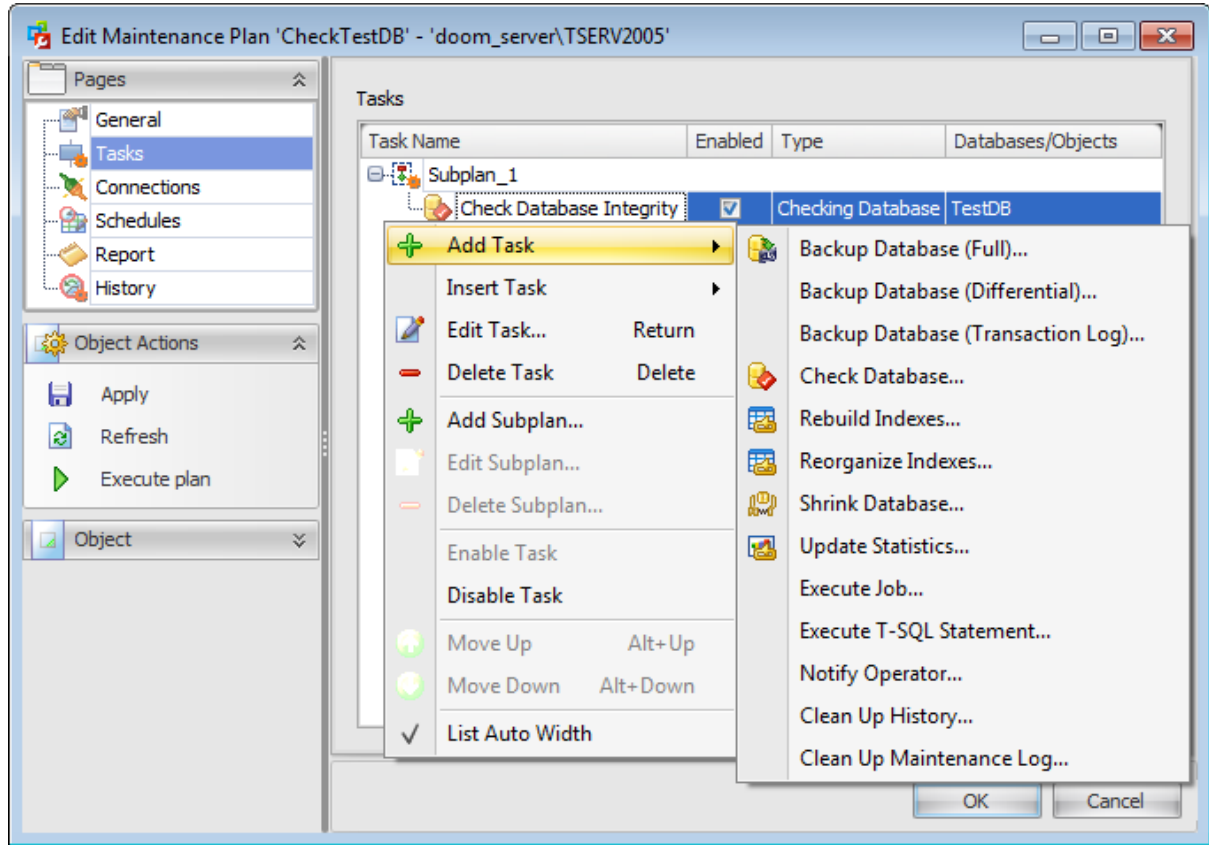 Edit Maintenance Plan 'CheckTestDB' - 'doom_server\TSERV2005'
Pages
General
Tasks
Connections
Schedules
Report
History
Object Actions
Apply
Refresh
Execute plan
Object
Tasks
Task Name Enabled Type Databases/Objects
Subplan_1
Check Database Integrity Checking Database TestDB
Add Task
Insert Task
Edit Task... Return
Delete Task Delete
Add Subplan...
Edit Subplan...
Delete Subplan...
Enable Task
Disable Task
Move Up Alt+Up
Move Down Alt+Down
List Auto Width
Backup Database (Full)...
Backup Database (Differential)...
Backup Database (Transaction Log)...
Check Database...
Rebuild Indexes...
Reorganize Indexes...
Shrink Database...
Update Statistics...
Execute Job...
Execute T-SQL Statement...
Notify Operator...
Clean Up History...
Clean Up Maintenance Log...
OK Cancel